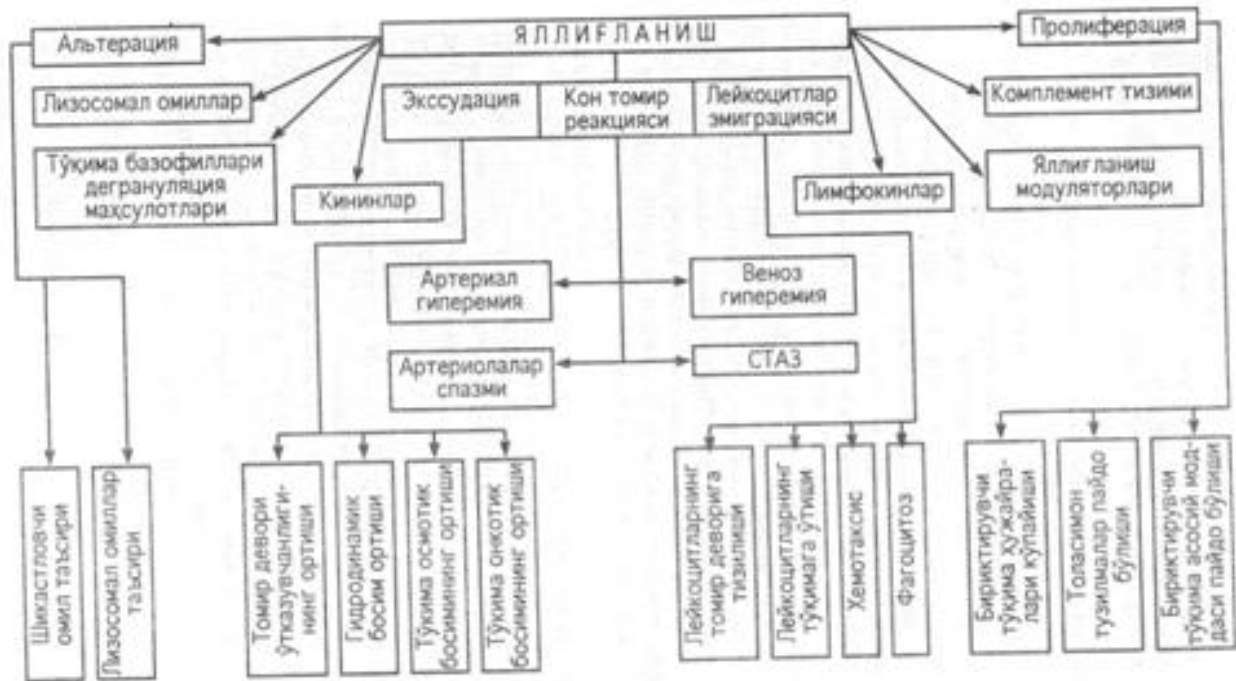 Альтерация
ЯЛЛИҒЛАНИШ
Пролиферация
Лизосомал омиллар
Экссудация
Кон томир
реакцияси
Лейкоцитлар
эмиграцияси
Комплемент тизими
Тўқима базофиллари
дегрануляция
маҳсулотлари
Кининлар
Лимфокинлар
Яллиғланиш
модуляторлари
Артериал
гиперемия
Веноз
гиперемия
Артериолалар
спазми
СТАЗ
Шикастловчи
омил таъсири
Лизосомал омиллар
таъсири
Томир девори
ўтказувчанлиги-
нинг ортиши
Гидродинамик
босим ортиши
Тўкима осмотик
босимининг ортиши
Тўкима онкотик
босимининг ортиши
Лейкоцитларнинг
томир деворига
тизилиши
Лейкоцитларнинг
тўқимага ўтиши
Хемотаксис
Фагоцитоз
Бириктирувчи
тўқима ҳужайра-
лари кўпайиши
Толасимон
тузилмалар пайдо
бўлиши
Бириктирувчи
тўқима асосий мод-
даси пайдо бўлиши